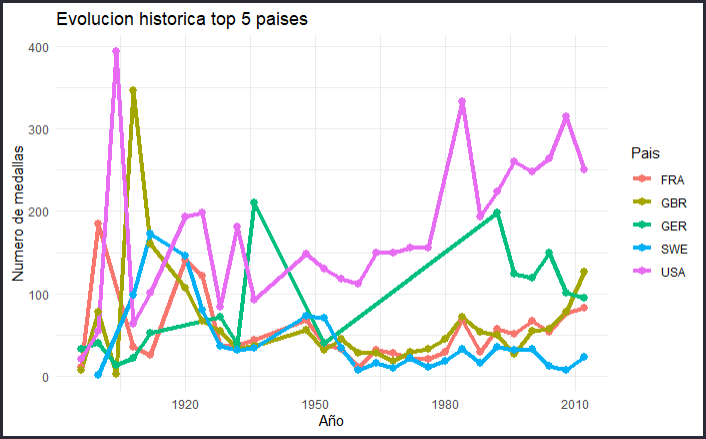 Evolucion historica top 5 paises
400
300
200
100
0
Numero de medallas
1920
1950
1980
2010
Año
Pais
FRA
GBR
GER
SWE
USA